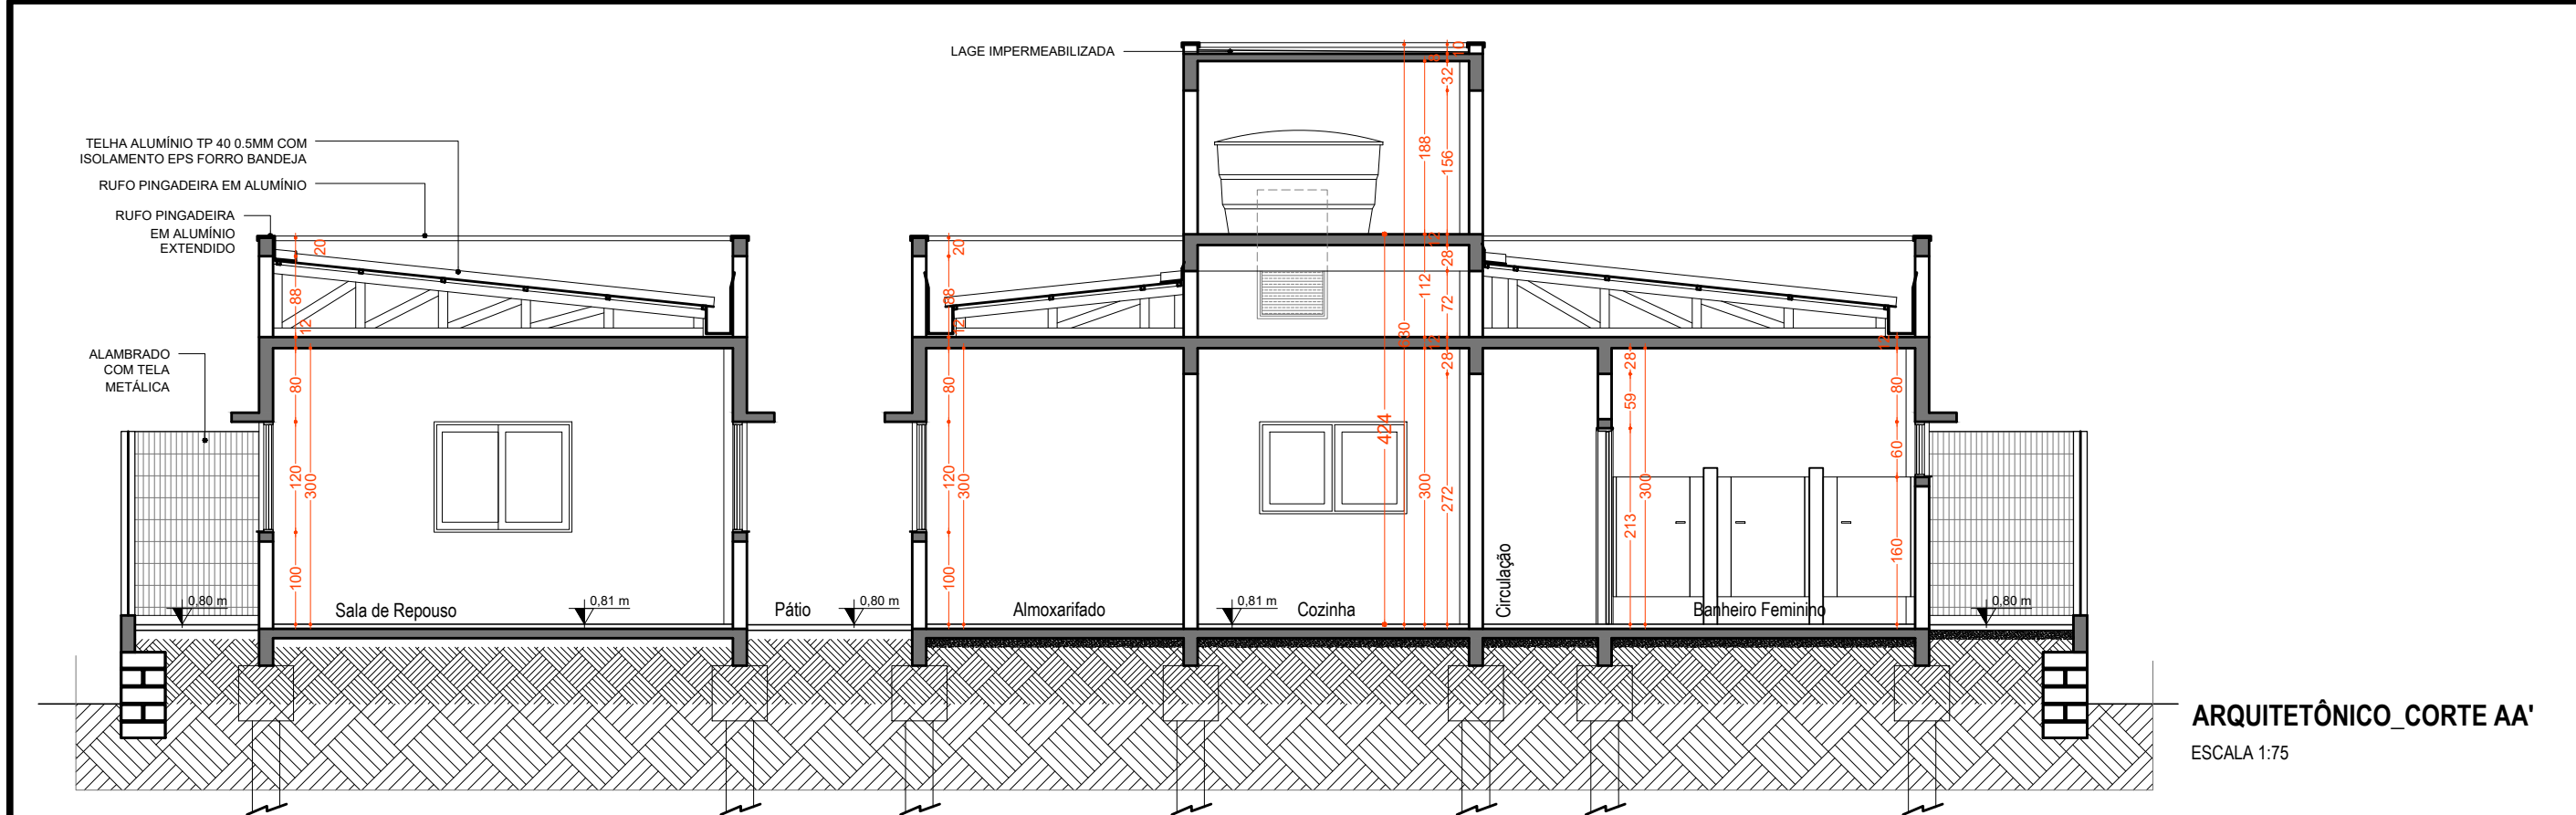 LAGE IMPERMEABILIZADA
TELHA ALUMÍNIO TP 40 0.5MM COM
ISOLAMENTO EPS FORRO BANDEJA
RUFO PINGADEIRA EM ALUMÍNIO
RUFO PINGADEIRA
EM ALUMÍNIO
EXTENDIDO
ALAMBRADO
COM TELA
METÁLICA
20
88
12
80
120
300
100
20
88
12
80
120
300
100
10
8
32
188
156
12
28
112
72
630
12
28
424
300
272
28
59
213
300
12
80
60
160
0,80 m
Sala de Repouso
0,81 m
Pátio
0,80 m
Almoxarifado
0,81 m
Cozinha
Circulação
Banheiro Feminino
0,80 m
ARQUITETÔNICO_CORTE AA'
ESCALA 1:75